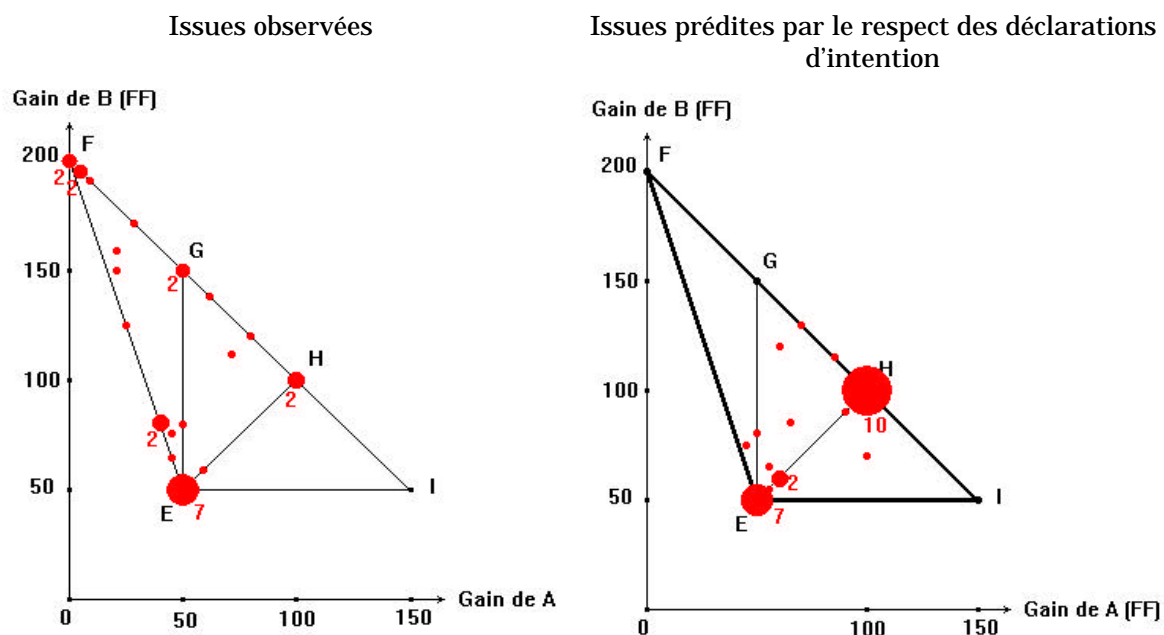 Issues observées
Gain de B (FF)
F
200
2
2
G
150
2
H
100
2
2
50
E
7
I
0
0
50
100
150
Gain de A
Issues prédites par le respect des déclarations
d'intention
Gain de B (FF)
F
200
G
150
H
100
10
2
50
E
7
I
0
0
100
150
Gain de A (FF)